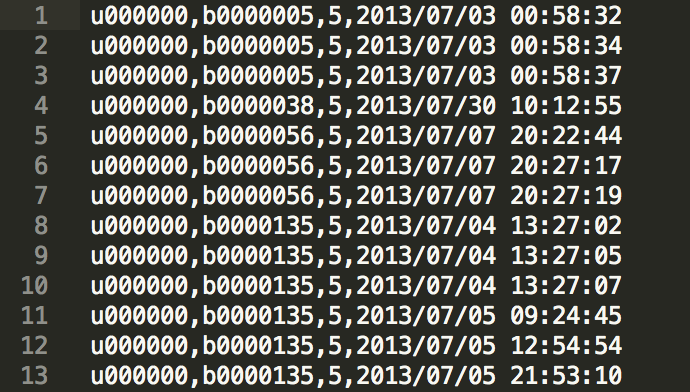 1 u000000,b0000005,5,2013/07/03 00:58:32
2 u000000,b0000005,5,2013/07/03 00:58:34
3 u000000,b0000005,5,2013/07/03 00:58:37
4 u000000,b0000038,5,2013/07/30 10:12:55
5 u000000,b0000056,5,2013/07/07 20:22:44
6 u000000,b0000056,5,2013/07/07 20:27:17
7 u000000,b0000056,5,2013/07/07 20:27:19
8 u000000,b0000135,5,2013/07/04 13:27:02
9 u000000,b0000135,5,2013/07/04 13:27:05
10 u000000,b0000135,5,2013/07/04 13:27:07
11 u000000,b0000135,5,2013/07/05 09:24:45
12 u000000,b0000135,5,2013/07/05 12:54:54
13 u000000,b0000135,5,2013/07/05 21:53:10